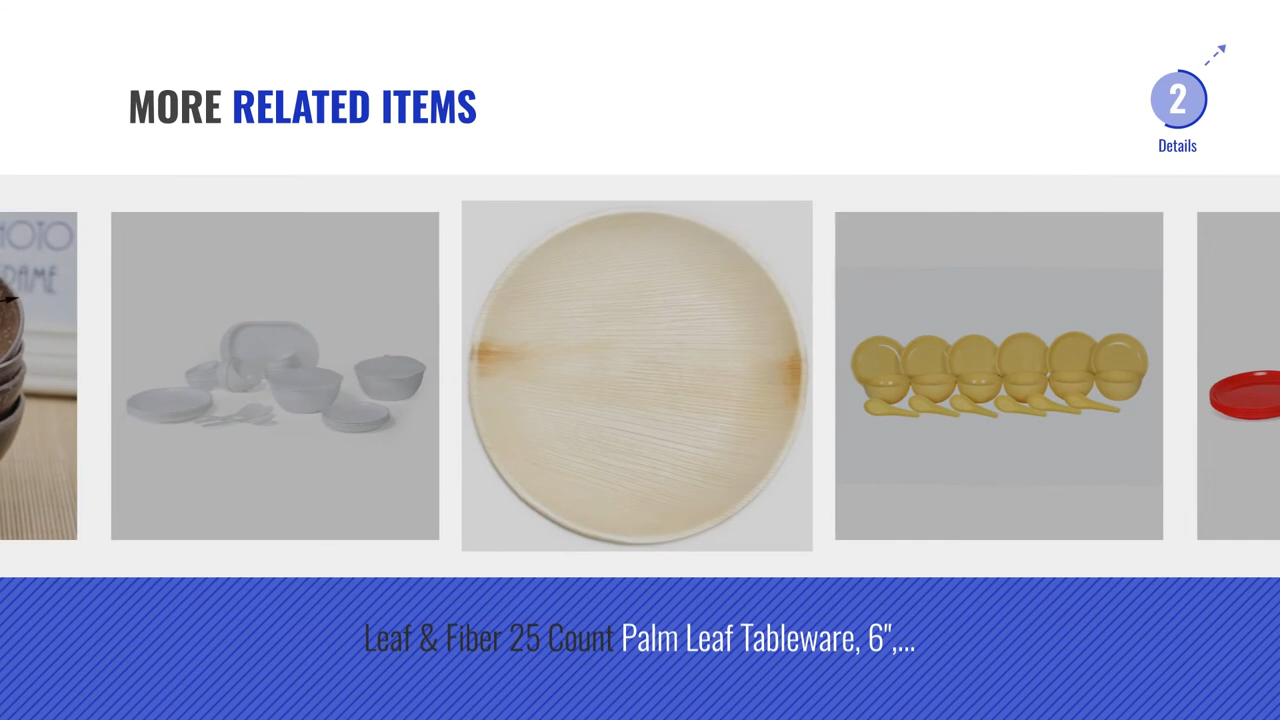 MORE RELATED ITEMS
2
Details
Leaf & Fiber 25 Count Palm Leaf Tableware, 6",...